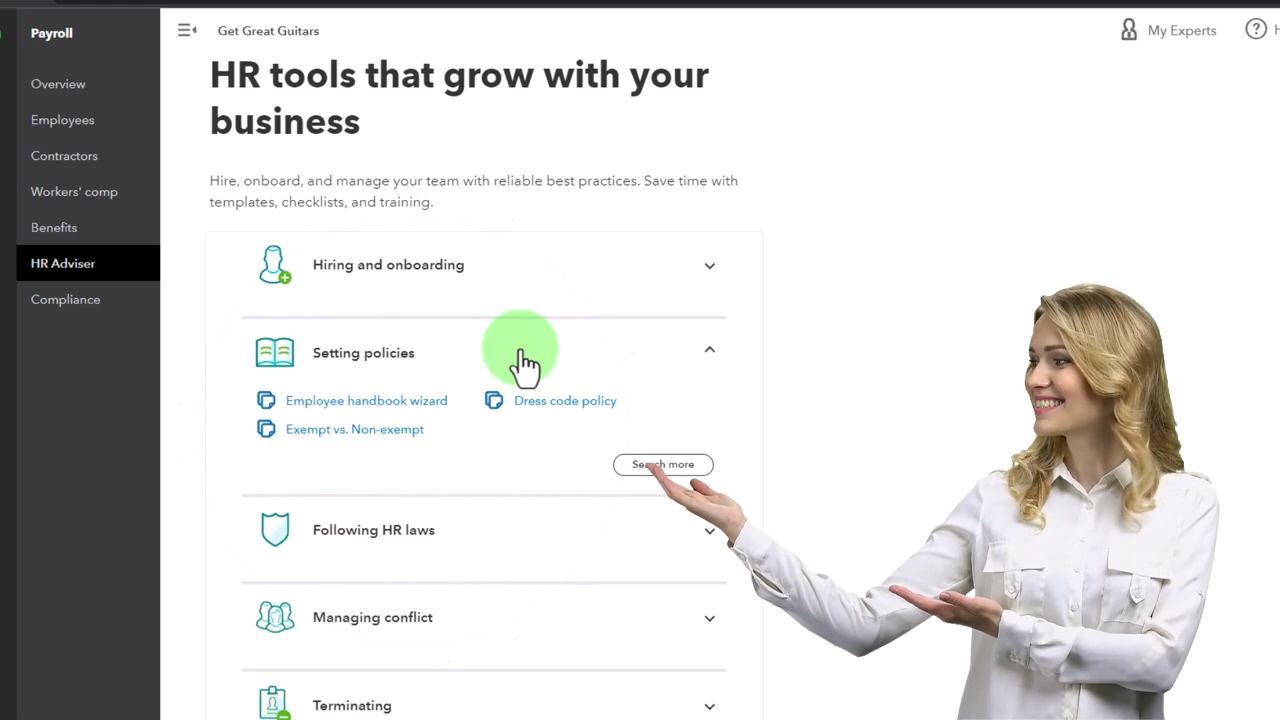 Payroll
Overview
Employees
Contractors
Workers' comp
Benefits
HR Adviser
Compliance
Get Great Guitars
My Experts
HR tools that grow with your
business
Hire, onboard, and manage your team with reliable best practices. Save time with
templates, checklists, and training.
Hiring and onboarding
Setting policies
Employee handbook wizard
Dress code policy
Exempt vs. Non-exempt
Search more
Following HR laws
Managing conflict
Terminating